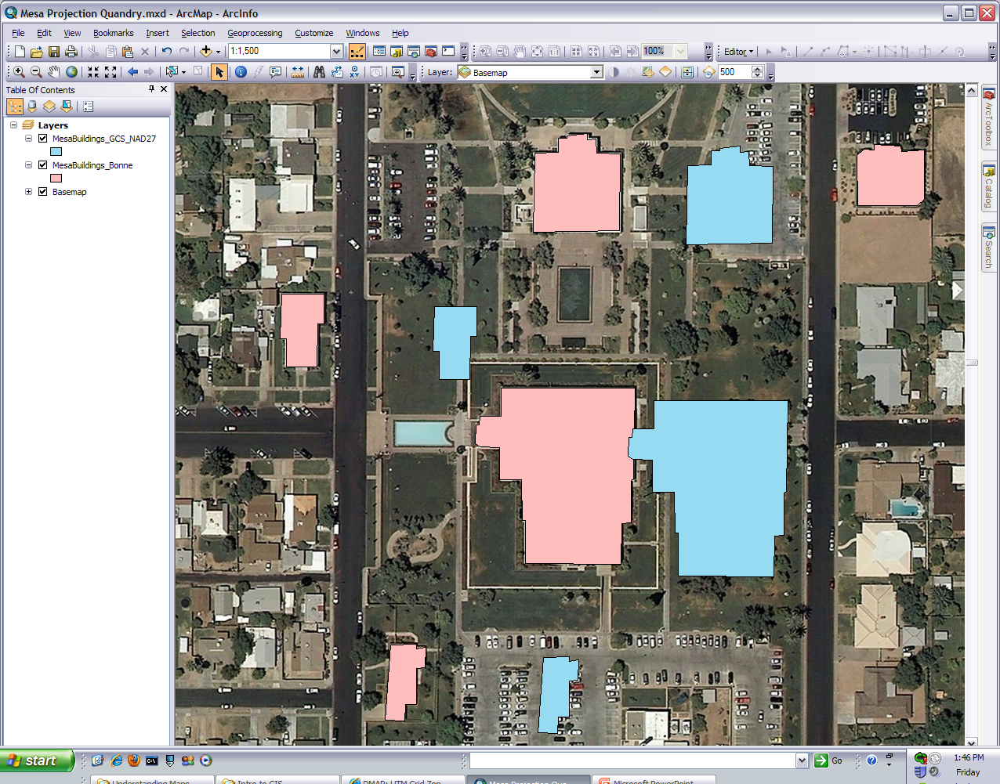 Mesa Projection Quandry.mxd - ArcMap - ArcInfo
File Edit View Bookmarks Insert Selection Geoprocessing Customize Windows Help
1:1,500 100% Editor
Layer: Basemap 500
Table Of Contents
Layers
MesaBuildings_GCS_NAD27
MesaBuildings_Bonne
Basemap
ArcToolbox
Catalog
Search
start Go 1:46 PM
Friday
Understanding Maps Intro to GIS DMAP: UTM Grid Zon Mesa Projection Qua Microsoft PowerPoint